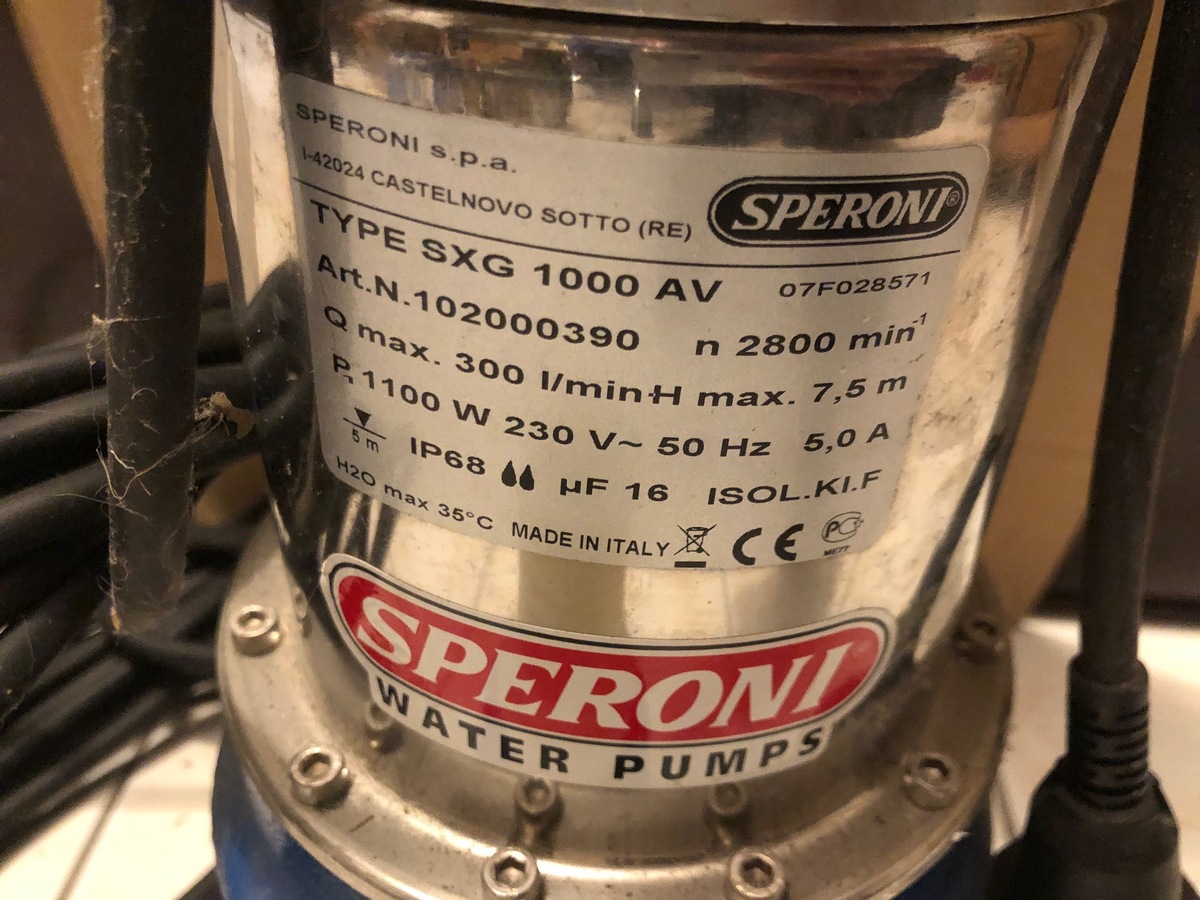 SPERONI s.p.a.
I-42024 CASTELNOVO SOTTO (RE)
SPERONI®
TYPE SXG 1000 AV 07F028571
Art.N.102000390 n 2800 min-1
Q max. 300 l/min H max. 7,5 m
P1 1100 W 230 V~ 50 Hz 5,0 A
5 m IP68 µF 16 ISOL.KI.F
H2O max 35°C MADE IN ITALY CE PC
ME77
SPERONI®
WATER PUMPS